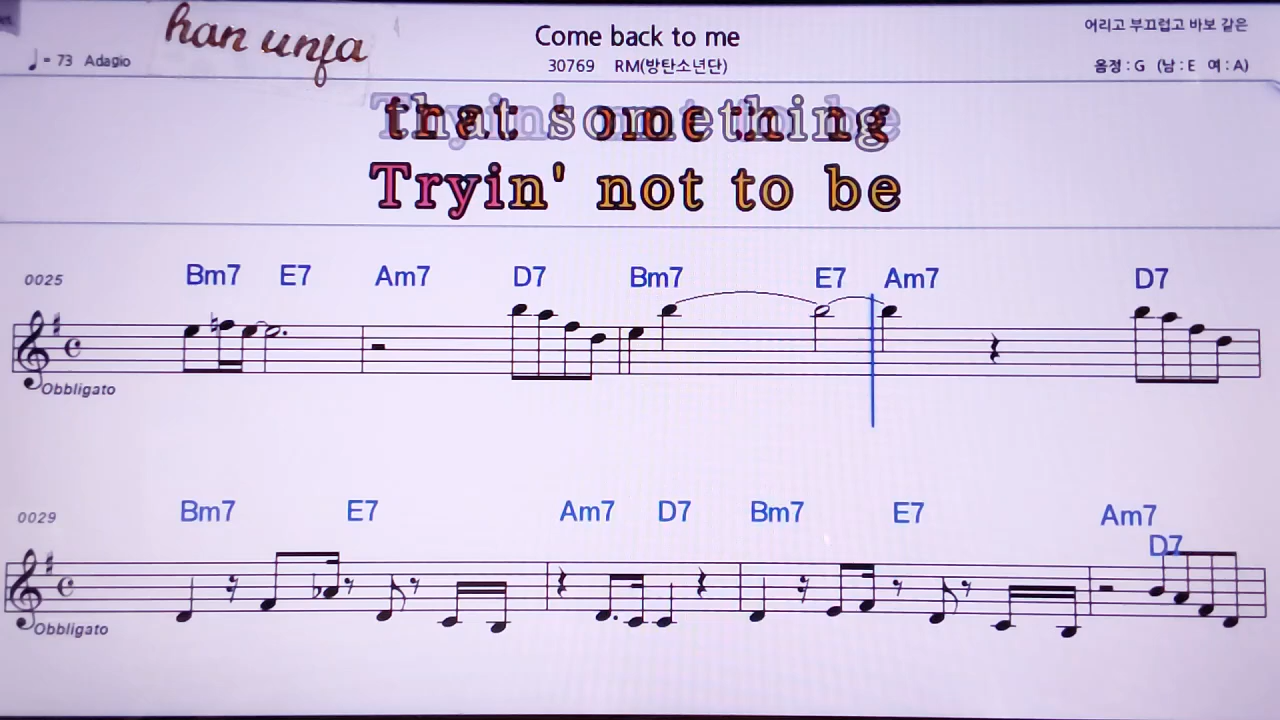 han unja
Come back to me
어리고 부끄럽고 바보 같은
= 73 Adagio
30769 RM(방탄소년단)
음정 : G (남 : E 여 : A)
that something
Tryin' not to be
0025
Bm7 E7 Am7 D7 Bm7 E7 Am7 D7
Obbligato
0029
Bm7 E7 Am7 D7 Bm7 E7 Am7
D7
Obbligato